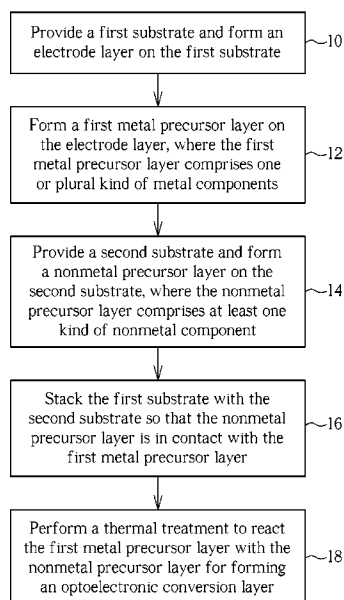 Provide a first substrate and form an
electrode layer on the first substrate
10
Form a first metal precursor layer on
the electrode layer, where the first
metal precursor layer comprises one
or plural kind of metal components
12
Provide a second substrate and form
a nonmetal precursor layer on the
second substrate, where the nonmetal
precursor layer comprises at least one
kind of nonmetal component
14
Stack the first substrate with the
second substrate so that the nonmetal
precursor layer is in contact with the
first metal precursor layer
16
Perform a thermal treatment to react
the first metal precursor layer with the
nonmetal precursor layer for forming
an optoelectronic conversion layer
18